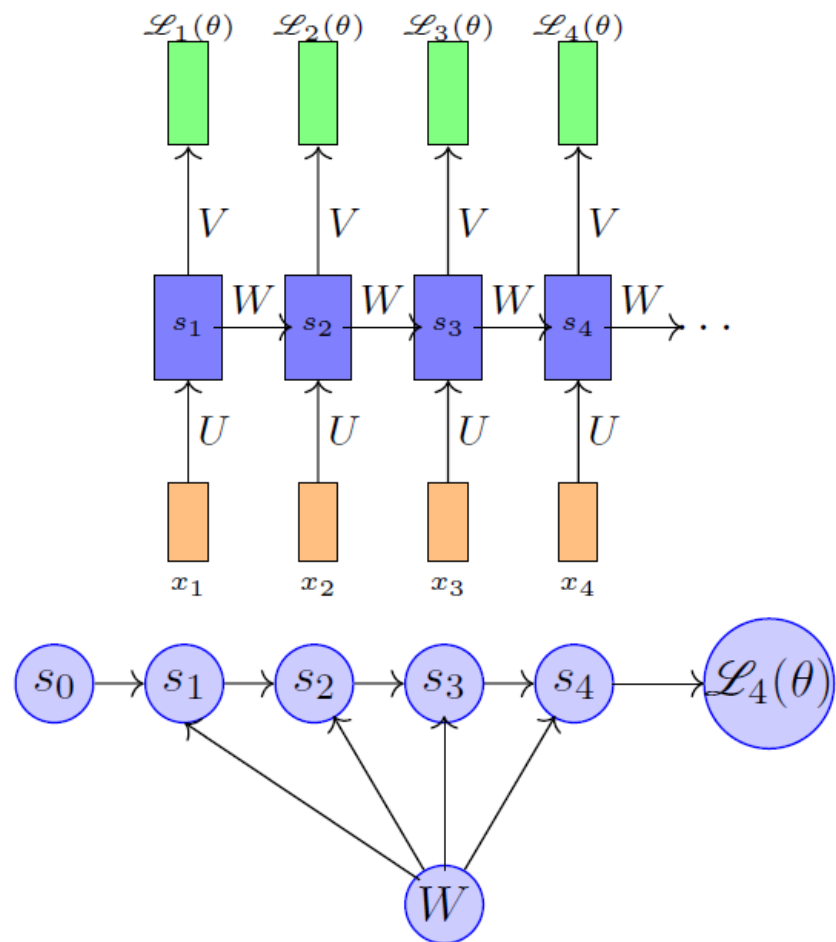 ℒ₁(θ) ℒ₂(θ) ℒ₃(θ) ℒ₄(θ)
V V V V
W W W W
s₁ s₂ s₃ s₄ . . .
U U U U
x₁ x₂ x₃ x₄
s₀ s₁ s₂ s₃ s₄ ℒ₄(θ)
W